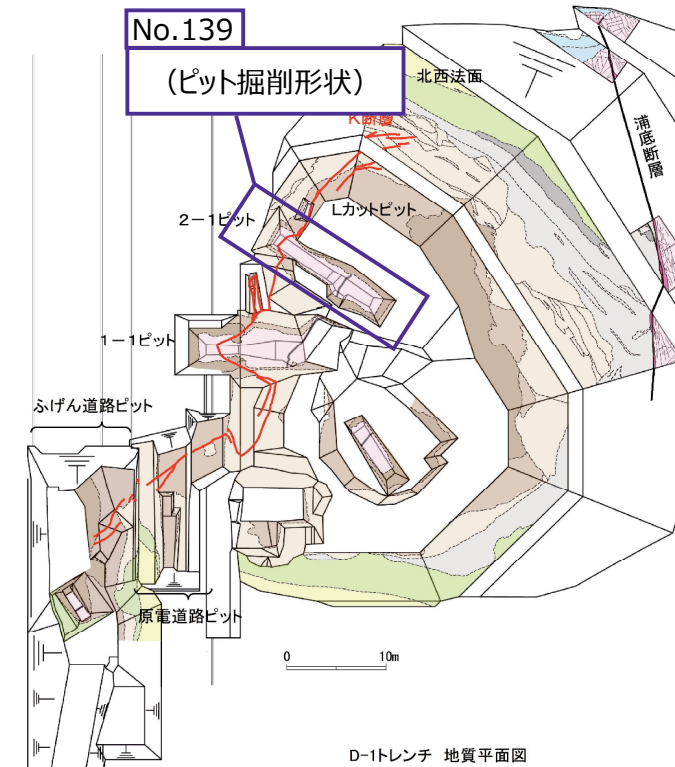 No.139
(ピット掘削形状)
北西法面
K断層
浦底断層
2-1ピット
Lカットピット
1-1ピット
ふげん道路ピット
原電道路ピット
0 10m
D-1トレンチ 地質平面図